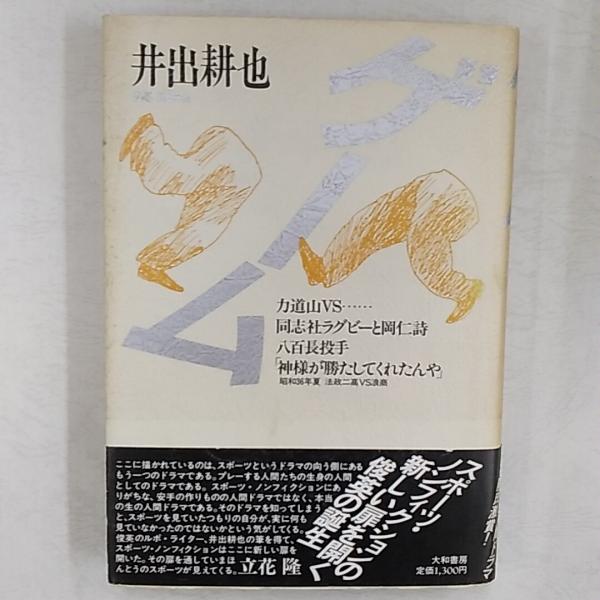 井出耕也
ゲーム
力道山VS……
同志社ラグビーと岡仁詩
八百長投手
「神様が勝たしてくれたんや」
昭和36年夏 法政二高VS浪商
スポーツ・
ノンフィクションの
新しい扉を開く
俊英の誕生
ここに描かれているのは、スポーツというドラマの向う側にある
もう一つのドラマである。プレーする人間たちの生身の人間
としてのドラマである。スポーツ・ノンフィクションにあ
りがちな、安手の作りものの人間ドラマではなく、本当
の生の人間ドラマである。そのドラマを知ってしまう
と、スポーツを見ていたつもりの自分が、実に何も
見ていなかったのではないかという気がしてくる。
俊英のルポ・ライター、井出耕也の筆を得て、
スポーツ・ノンフィクションはここに新しい扉を
開いた。その扉を通していまほ
んとうのスポーツが見えてくる。
立花 隆
大和書房
定価1,300円